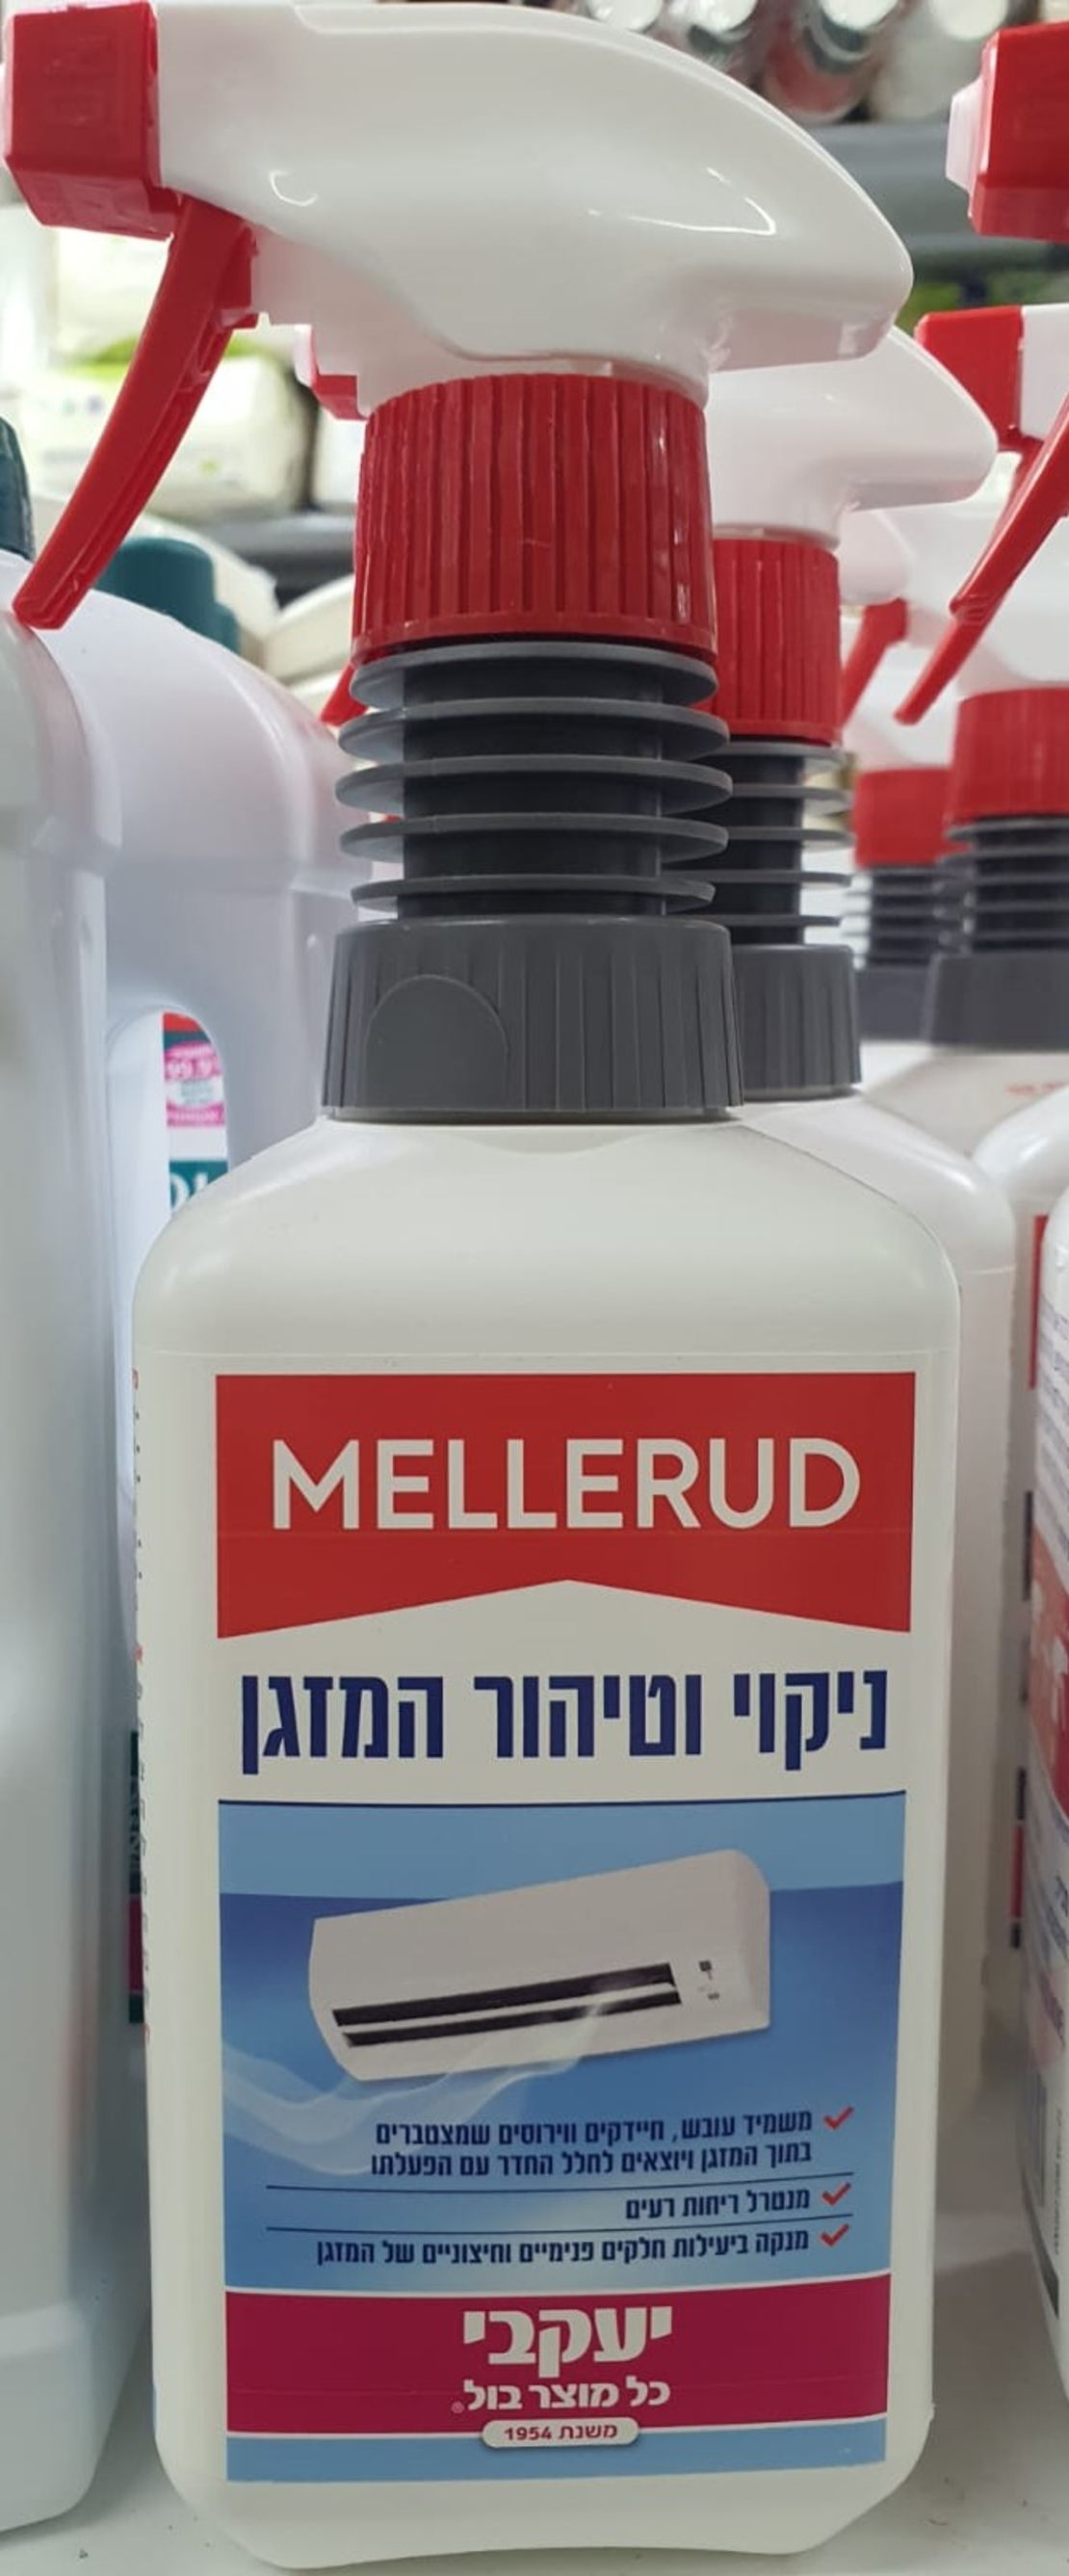 MELLERUD
ניקוי וטיהור המזגן
משמיד עובש, חיידקים ווירוסים שמצטברים
בתוך המזגן ויוצאים לחלל החדר עם הפעלתו
מנטרל ריחות רעים
מנקה ביעילות חלקים פנימיים וחיצוניים של המזגן
יעקבי
כל מוצר בול®
משנת 1954